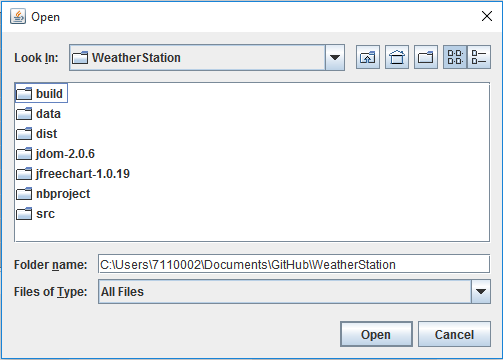 Open
Look In: WeatherStation
build
data
dist
jdom-2.0.6
jfreechart-1.0.19
nbproject
src
Folder name: C:\Users\7110002\Documents\GitHub\WeatherStation
Files of Type: All Files
Open Cancel